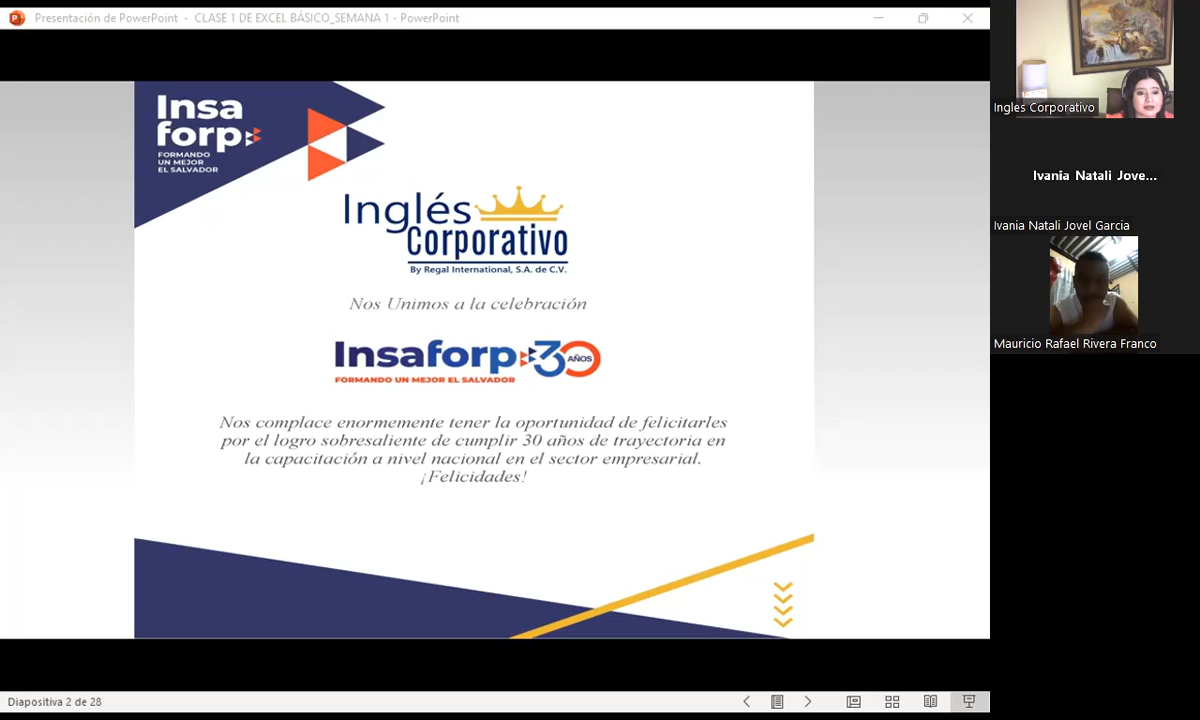 Presentación de PowerPoint - CLASE 1 DE EXCEL BÁSICO_SEMANA 1 - PowerPoint
Insa
forp
FORMANDO
UN MEJOR
EL SALVADOR
Inglés
Corporativo
By Regal International, S.A. de C.V.
Nos Unimos a la celebración
Insaforp 30 AÑOS
FORMANDO UN MEJOR EL SALVADOR
Nos complace enormemente tener la oportunidad de felicitarles
por el logro sobresaliente de cumplir 30 años de trayectoria en
la capacitación a nivel nacional en el sector empresarial.
¡Felicidades!
Diapositiva 2 de 28
Ingles Corporativo
Ivania Natali Jove...
Ivania Natali Jovel Garcia
Mauricio Rafael Rivera Franco